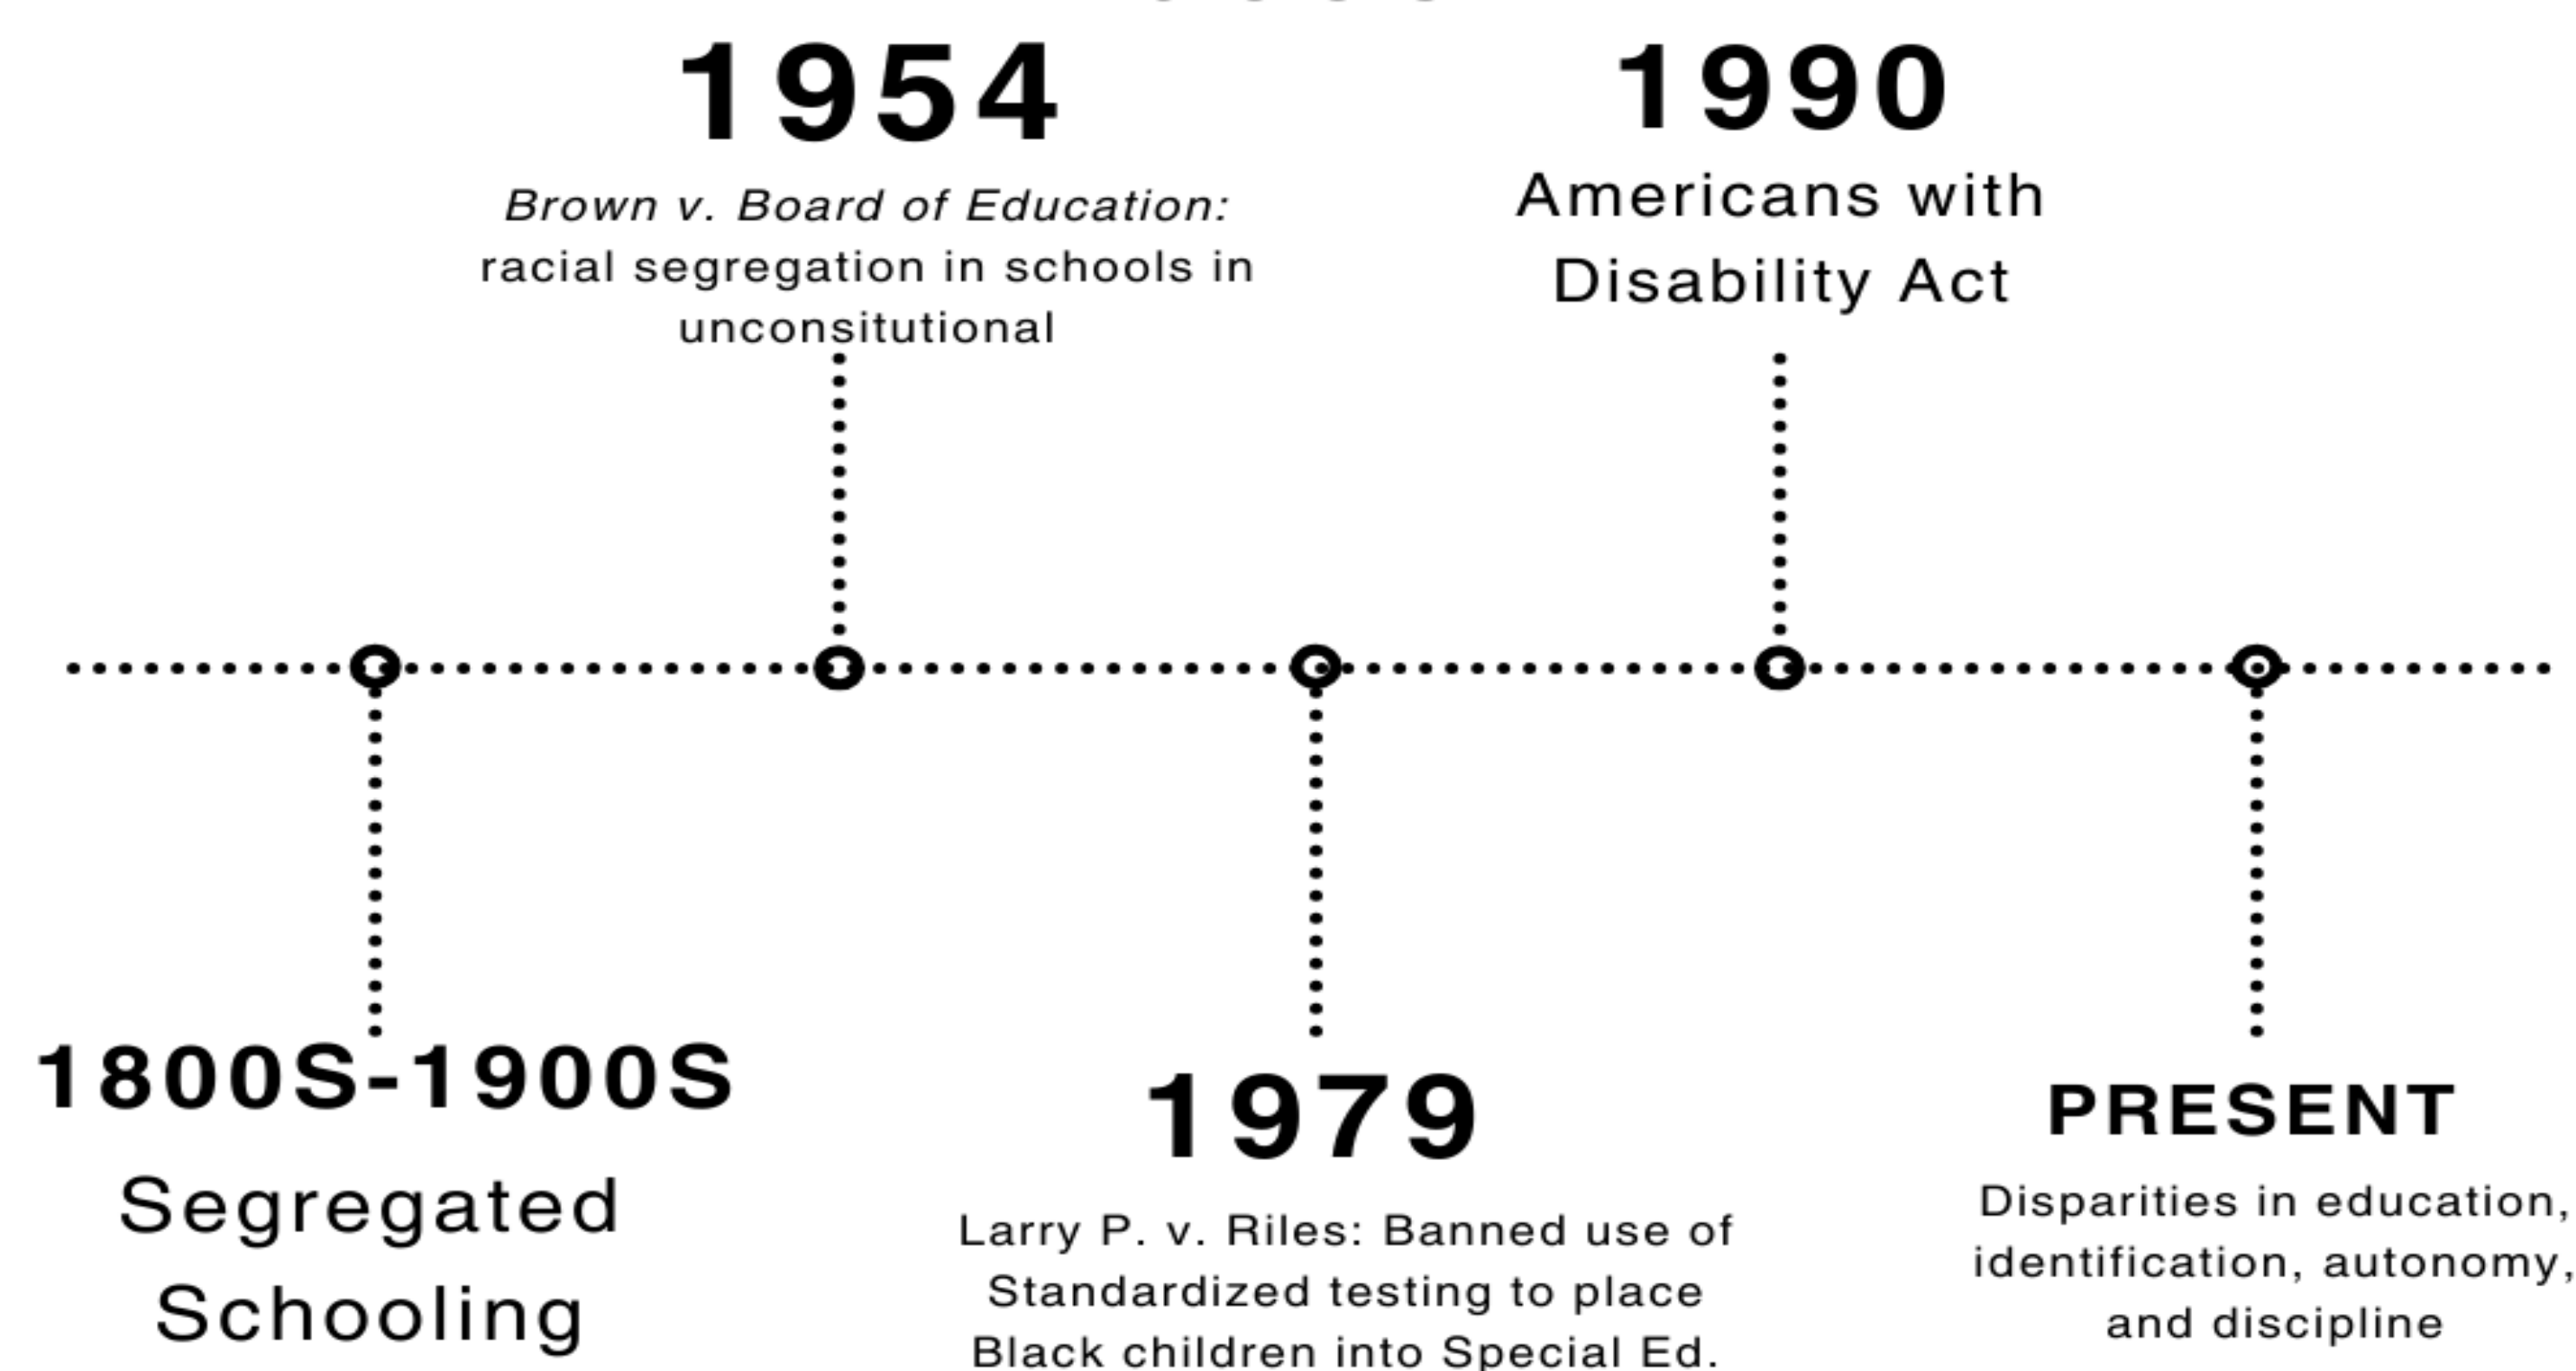 1954
Brown v. Board of Education:
racial segregation in schools in
unconsitutional
1990
Americans with
Disability Act
1800S-1900S
Segregated
Schooling
1979
Larry P. v. Riles: Banned use of
Standardized testing to place
Black children into Special Ed.
PRESENT
Disparities in education,
identification, autonomy,
and discipline